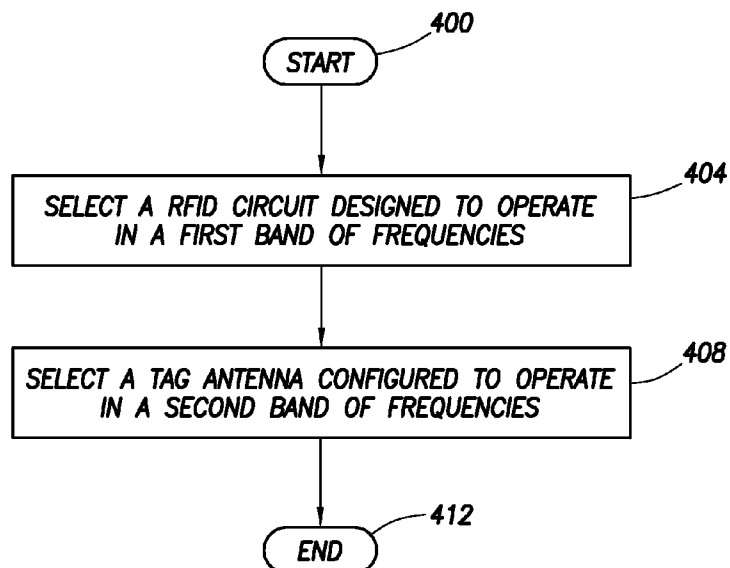 400
START
404
SELECT A RFID CIRCUIT DESIGNED TO OPERATE
IN A FIRST BAND OF FREQUENCIES
408
SELECT A TAG ANTENNA CONFIGURED TO OPERATE
IN A SECOND BAND OF FREQUENCIES
412
END